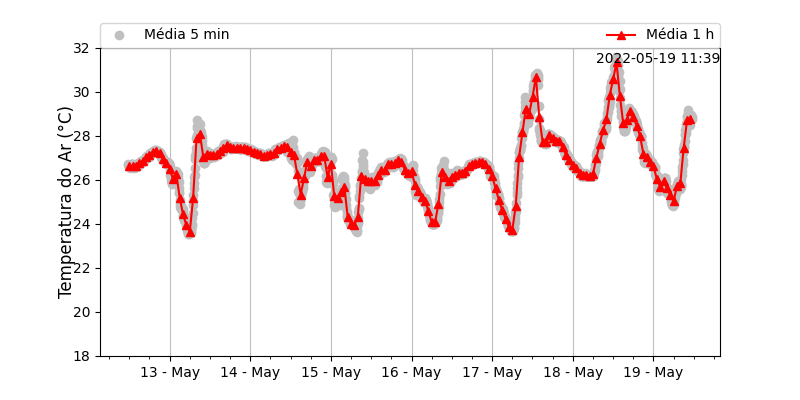 Média 5 min
Média 1 h
2022-05-19 11:39
Temperatura do Ar (°C)
32
30
28
26
24
22
20
18
13 - May
14 - May
15 - May
16 - May
17 - May
18 - May
19 - May